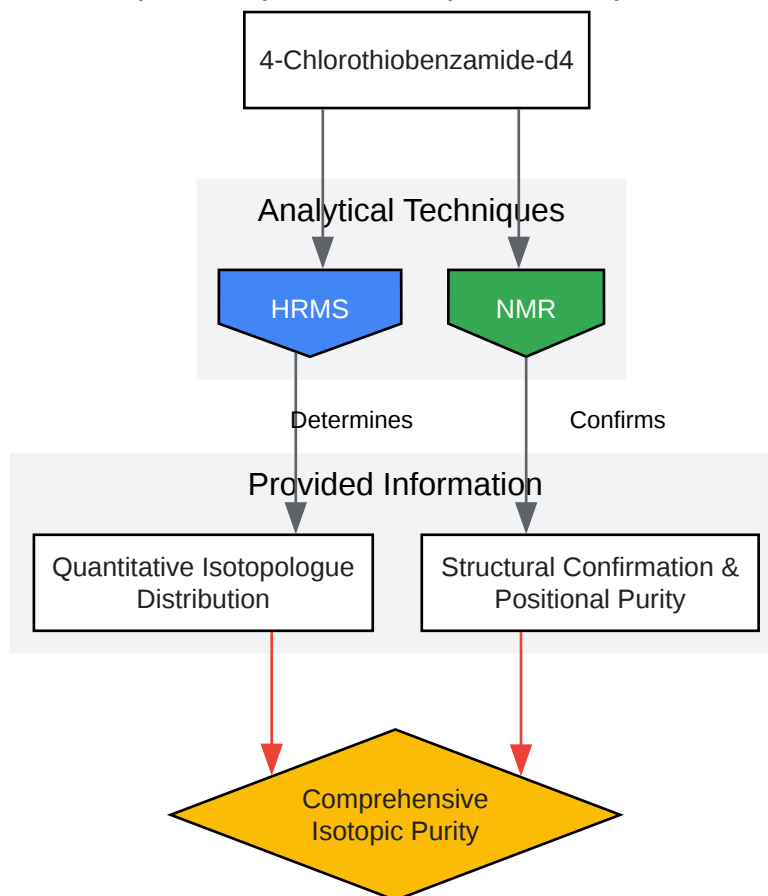 4-Chlorothiobenzamide-d4
Analytical Techniques
HRMS
NMR
Determines
Confirms
Provided Information
Quantitative Isotopologue
Distribution
Structural Confirmation &
Positional Purity
Comprehensive
Isotopic Purity